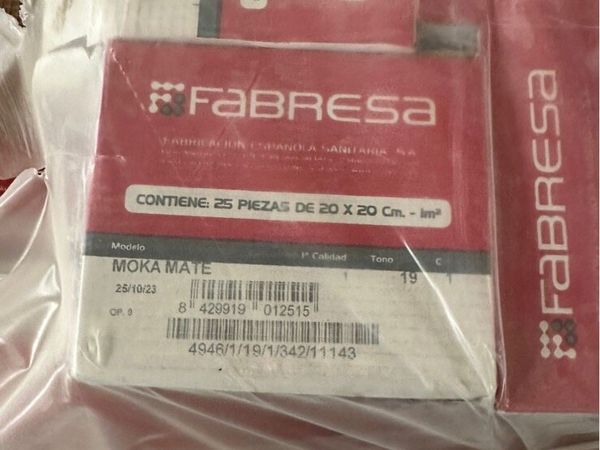 FaBRESa
FABRICACION ESPAÑOLA SANITARIA, S.A.
CONTIENE: 25 PIEZAS DE 20 X 20 Cm. - 1m²
Modelo 1ª Calidad Tono C
MOKA MATE 1 19 1
25/10/23
8 429919 012515
OP. 0
4946/1/19/1/342/11143
FaBRESa